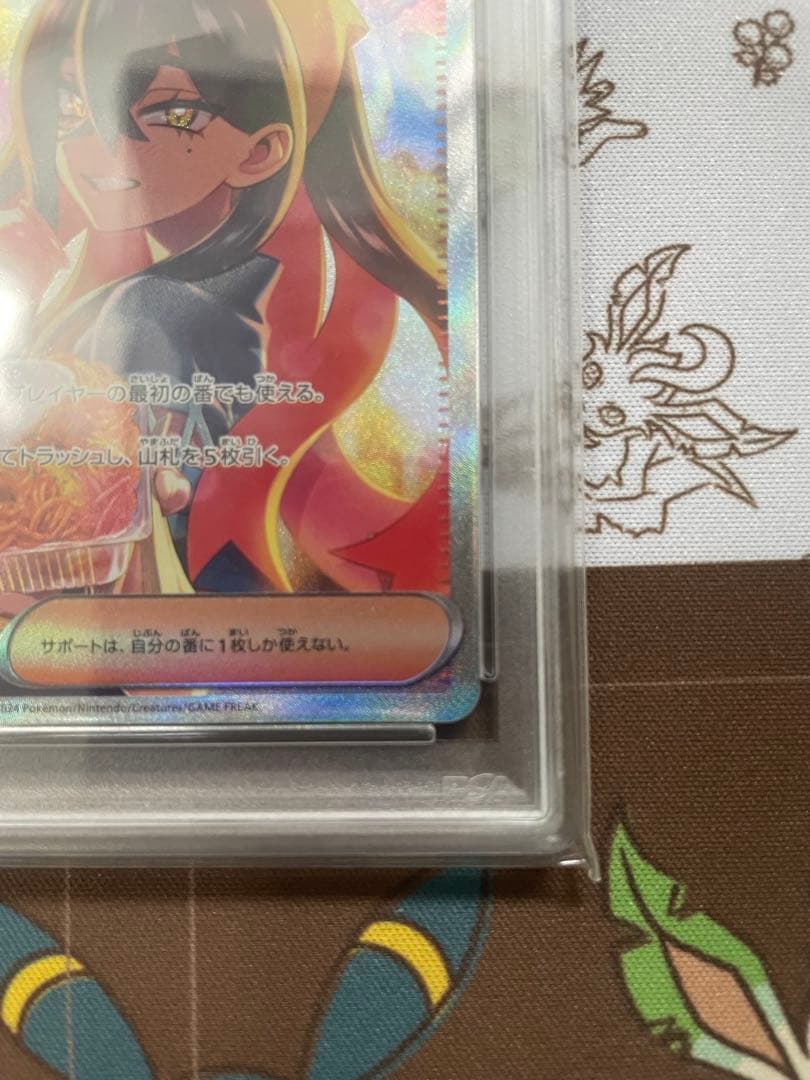 プレイヤーの最初の番でも使える。
てトラッシュし、山札を5枚引く。
サポートは、自分の番に1枚しか使えない。
024 Pokémon/Nintendo/Creatures/GAME FREAK
PSA